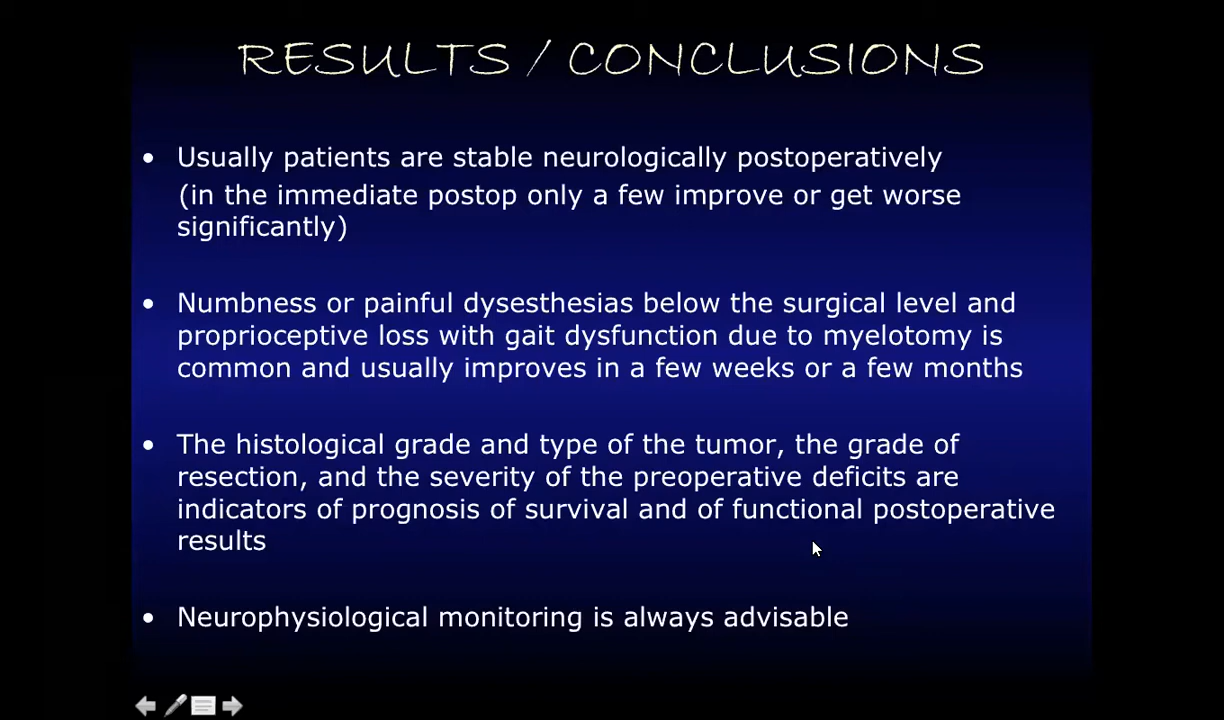 RESULTS / CONCLUSIONS
• Usually patients are stable neurologically postoperatively
(in the immediate postop only a few improve or get worse
significantly)
• Numbness or painful dysesthesias below the surgical level and
proprioceptive loss with gait dysfunction due to myelotomy is
common and usually improves in a few weeks or a few months
• The histological grade and type of the tumor, the grade of
resection, and the severity of the preoperative deficits are
indicators of prognosis of survival and of functional postoperative
results
• Neurophysiological monitoring is always advisable